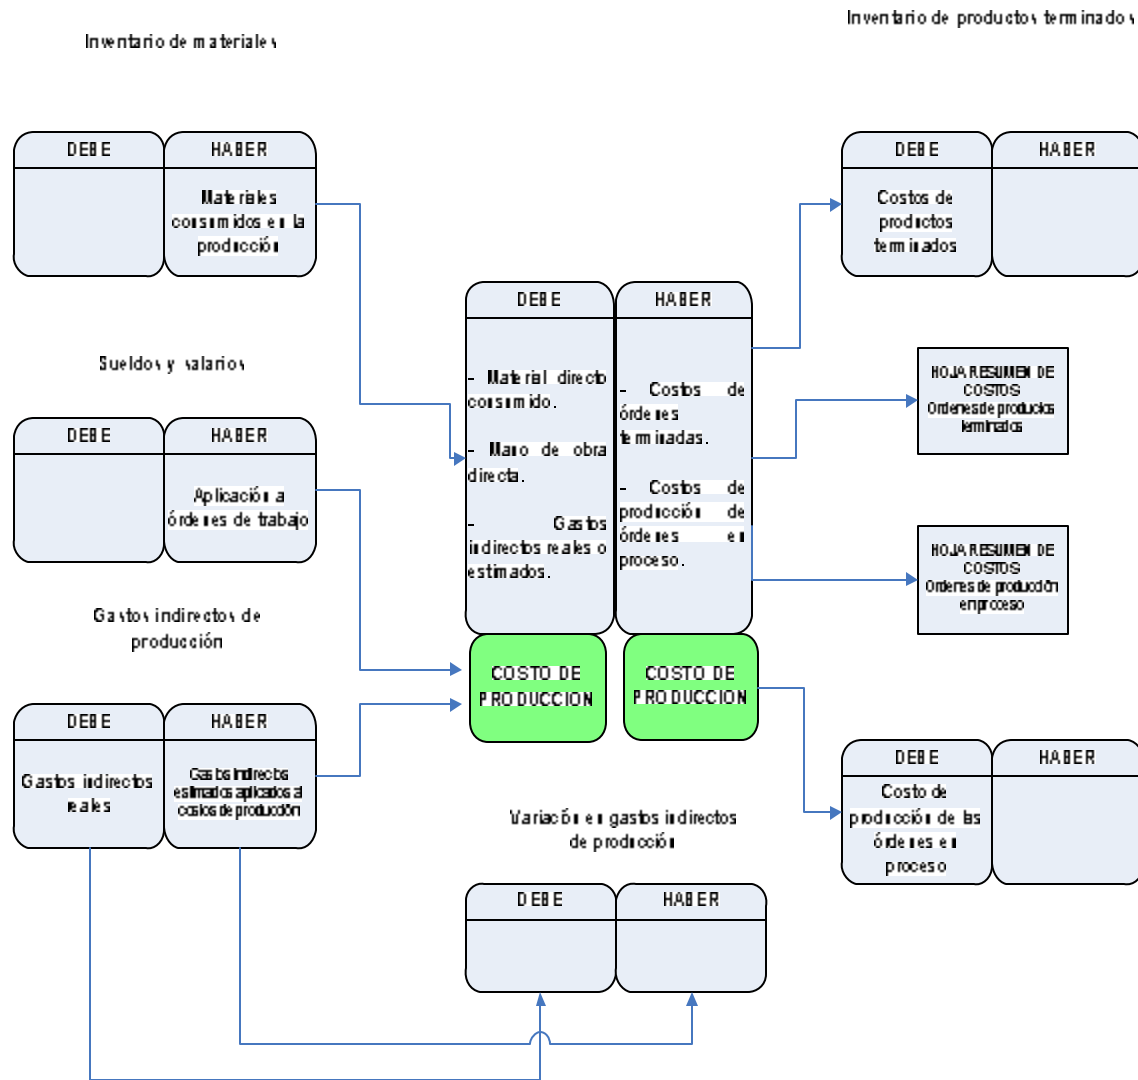 Inventario de productos terminados
Inventario de materiales
DEBE
HABER
Materiales
consumidos en la
producción
DEBE
HABER
Costos de
productos
terminados
Sueldos y salarios
DEBE
HABER
Aplicación a
órdenes de trabajo
DEBE
HABER
- Material directo
consumido.
- Mano de obra
directa.
- Gastos
indirectos reales o
estimados.
- Costos de
órdenes
terminadas.
- Costos de
producción de
órdenes en
proceso.
HOJA RESUMEN DE
COSTOS
Ordenes de productos
terminados
HOJA RESUMEN DE
COSTOS
Ordenes de producción
en proceso
Gastos indirectos de
producción
DEBE
HABER
Gastos indirectos
reales
Gastos indirectos
estimados aplicados al
costos de producción
COSTO DE
PRODUCCION
COSTO DE
PRODUCCION
DEBE
HABER
Costo de
producción de las
órdenes en
proceso
Variación en gastos indirectos
de producción
DEBE
HABER